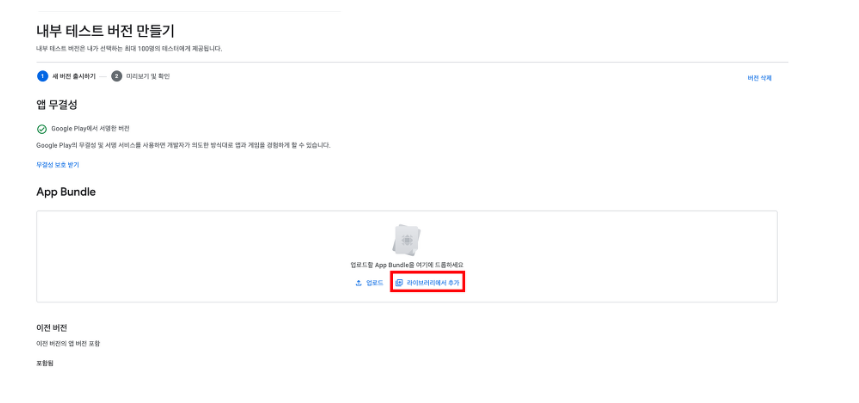 내부 테스트 버전 만들기
내부 테스트 버전은 내가 선택하는 최대 100명의 테스터에게 제공됩니다.
1 새 버전 출시하기 — 2 미리보기 및 확인
버전 삭제
앱 무결성
Google Play에서 서명한 버전
Google Play의 무결성 및 서명 서비스를 사용하면 개발자가 의도한 방식대로 앱과 게임을 경험하게 할 수 있습니다.
무결성 보호 받기
App Bundle
업로드할 App Bundle을 여기에 드롭하세요
업로드 라이브러리에서 추가
이전 버전
이전 버전의 앱 버전 포함
포함됨